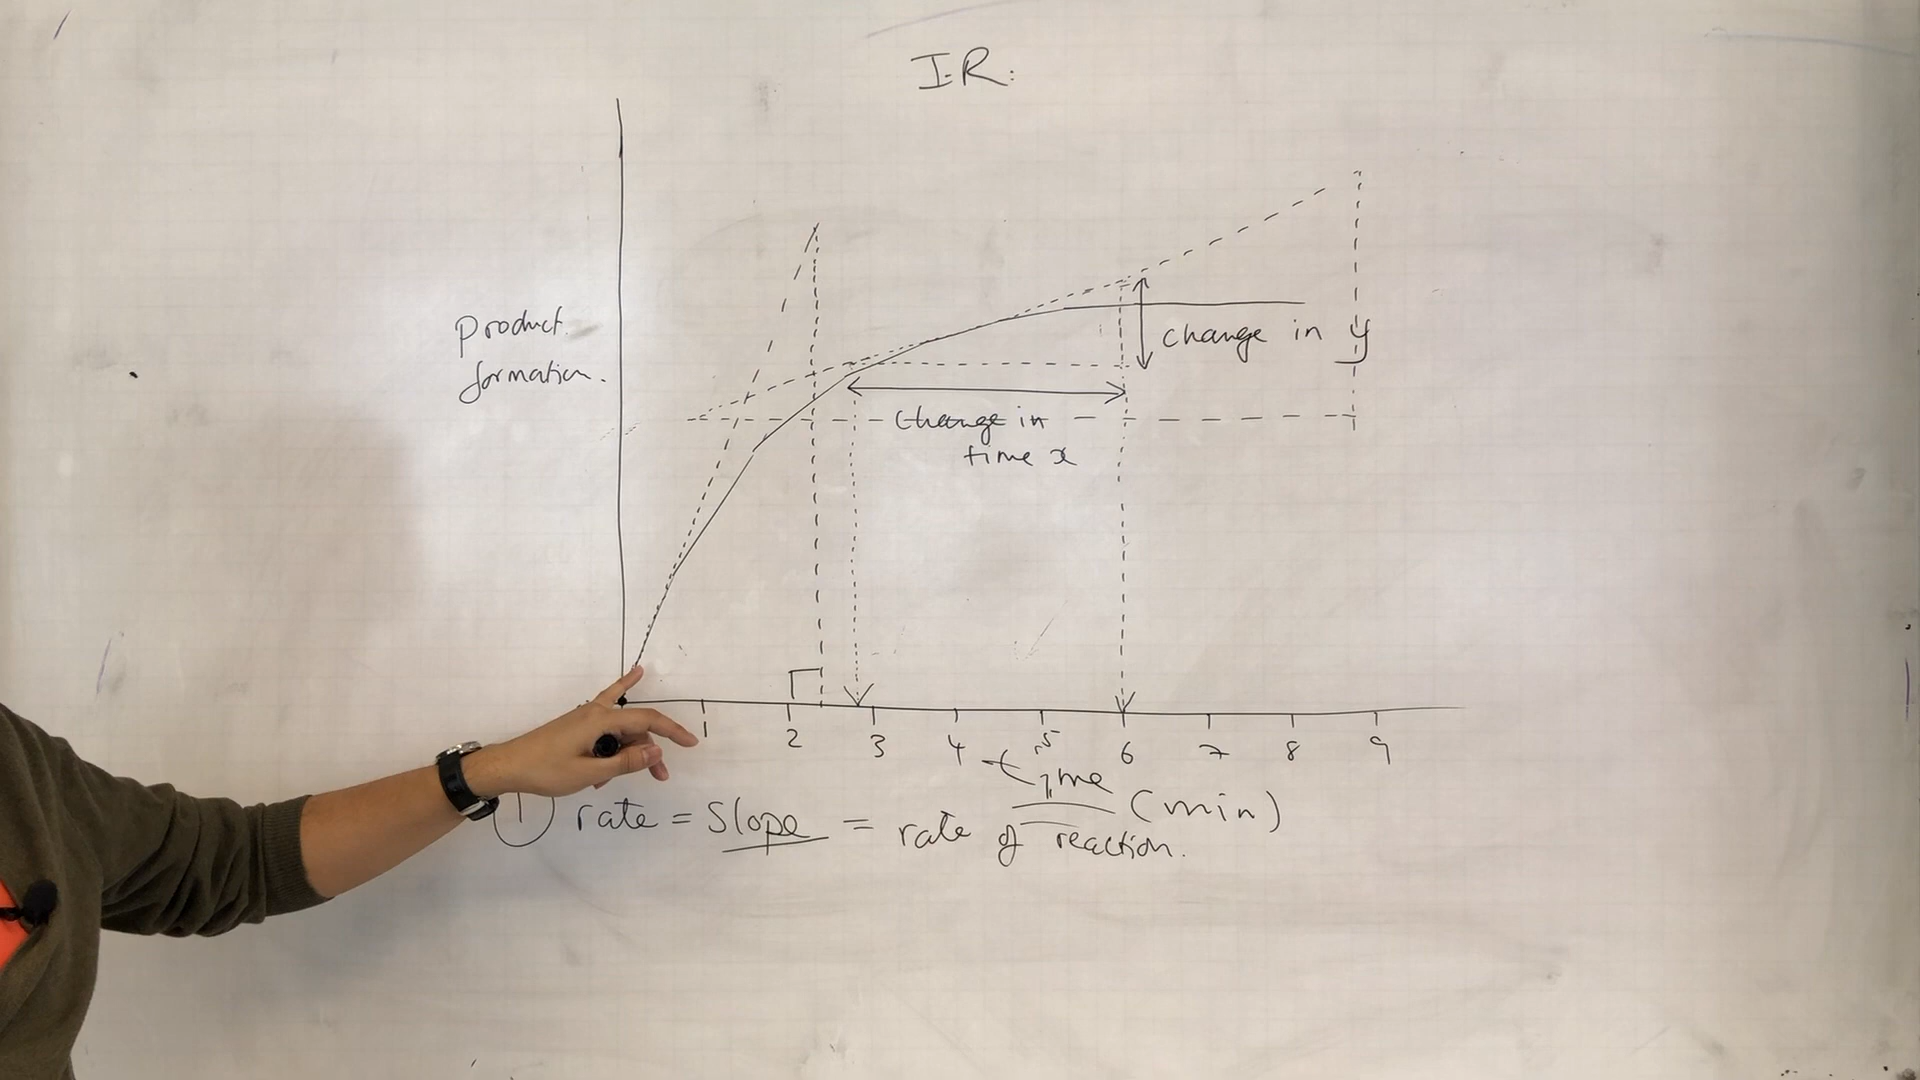 I.R:
product
formation.
change in y
change in
time x
1 2 3 4 5 6 7 8 9
time (min)
① rate = slope = rate of reaction.